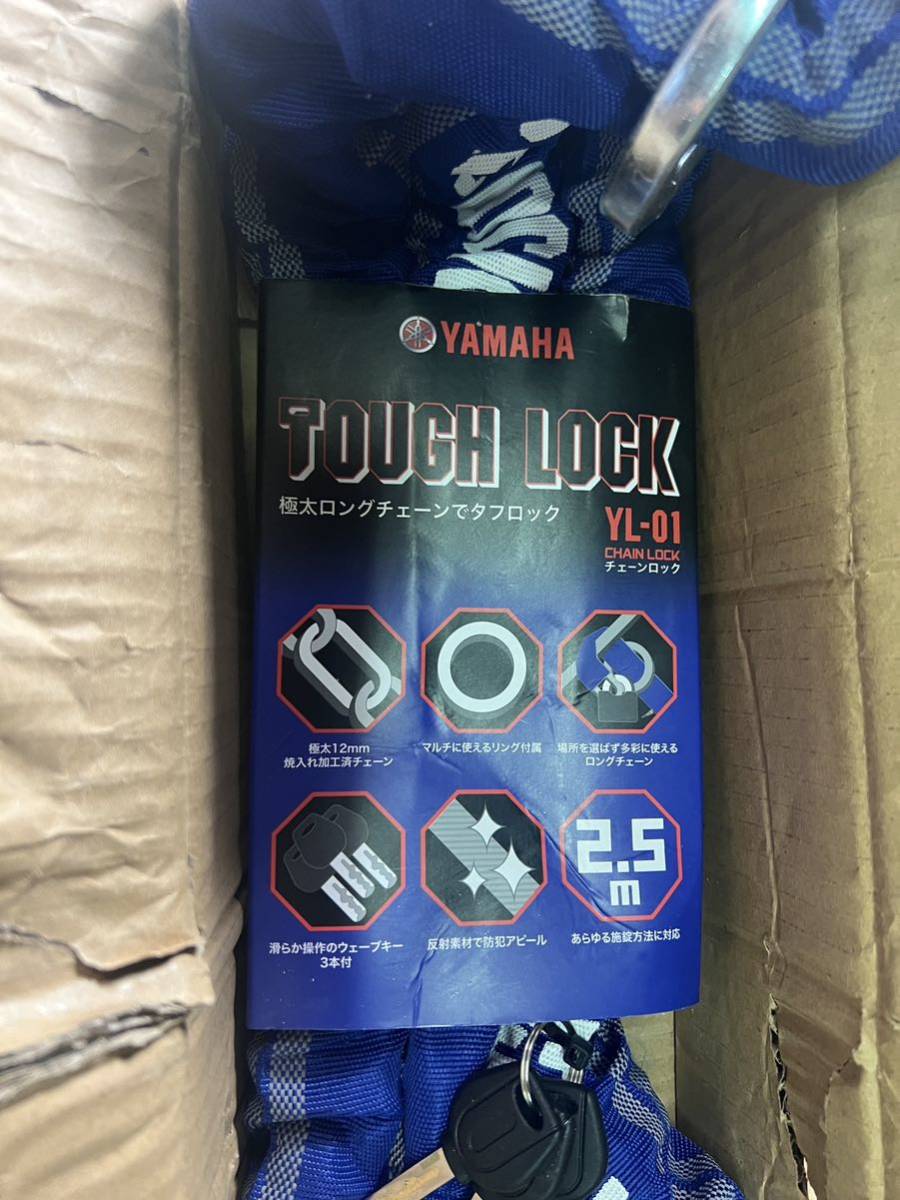 YAMAHA
TOUGH LOCK
極太ロングチェーンでタフロック
YL-01
CHAIN LOCK
チェーンロック
極太12mm
焼入れ加工済チェーン
マルチに使えるリング付属
場所を選ばず多彩に使える
ロングチェーン
滑らか操作のウェーブキー
3本付
反射素材で防犯アピール
2.5
m
あらゆる施錠方法に対応